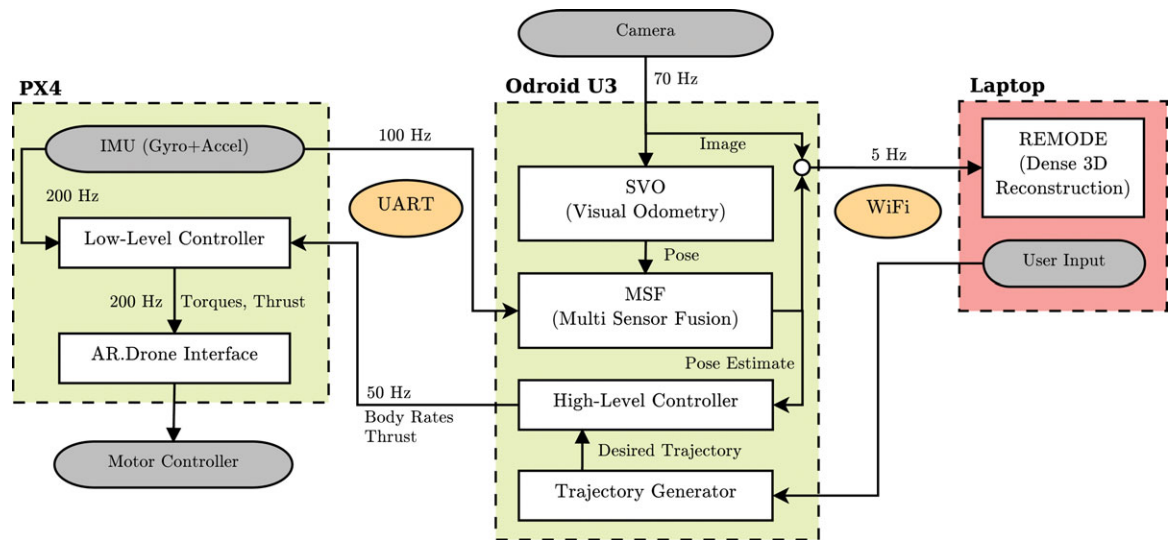 Camera
70 Hz
PX4
Odroid U3
Laptop
IMU (Gyro+Accel)
100 Hz
Image
5 Hz
REMODE
(Dense 3D
Reconstruction)
200 Hz
UART
SVO
(Visual Odometry)
WiFi
Low-Level Controller
Pose
User Input
200 Hz
Torques, Thrust
MSF
(Multi Sensor Fusion)
AR.Drone Interface
Pose Estimate
50 Hz
Body Rates
Thrust
High-Level Controller
Desired Trajectory
Motor Controller
Trajectory Generator